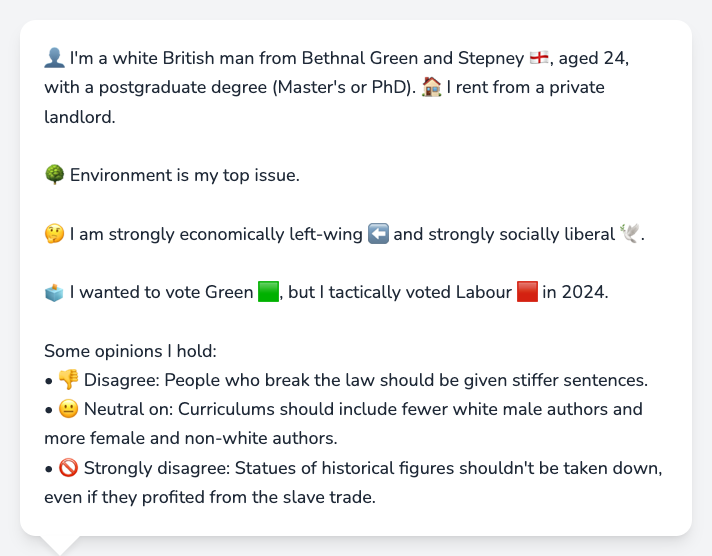 👤 I'm a white British man from Bethnal Green and Stepney 🏴󠁧󠁢󠁥󠁮󠁧󠁿, aged 24,
with a postgraduate degree (Master's or PhD). 🏠 I rent from a private
landlord.
🌳 Environment is my top issue.
🤔 I am strongly economically left-wing ⬅️ and strongly socially liberal 🕊️.
🗳️ I wanted to vote Green 🟩, but I tactically voted Labour 🟥 in 2024.
Some opinions I hold:
• 👎 Disagree: People who break the law should be given stiffer sentences.
• 😐 Neutral on: Curriculums should include fewer white male authors and
more female and non-white authors.
• 🚫 Strongly disagree: Statues of historical figures shouldn't be taken down,
even if they profited from the slave trade.